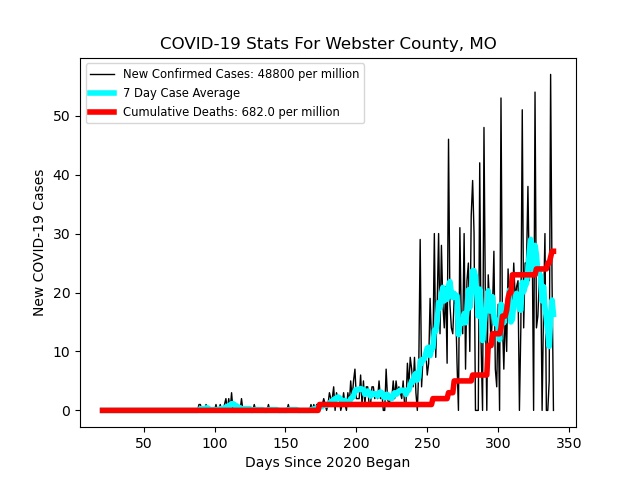 COVID-19 Stats For Webster County, MO
New Confirmed Cases: 48800 per million
7 Day Case Average
Cumulative Deaths: 682.0 per million
New COVID-19 Cases
50
40
30
20
10
0
50 100 150 200 250 300 350
Days Since 2020 Began